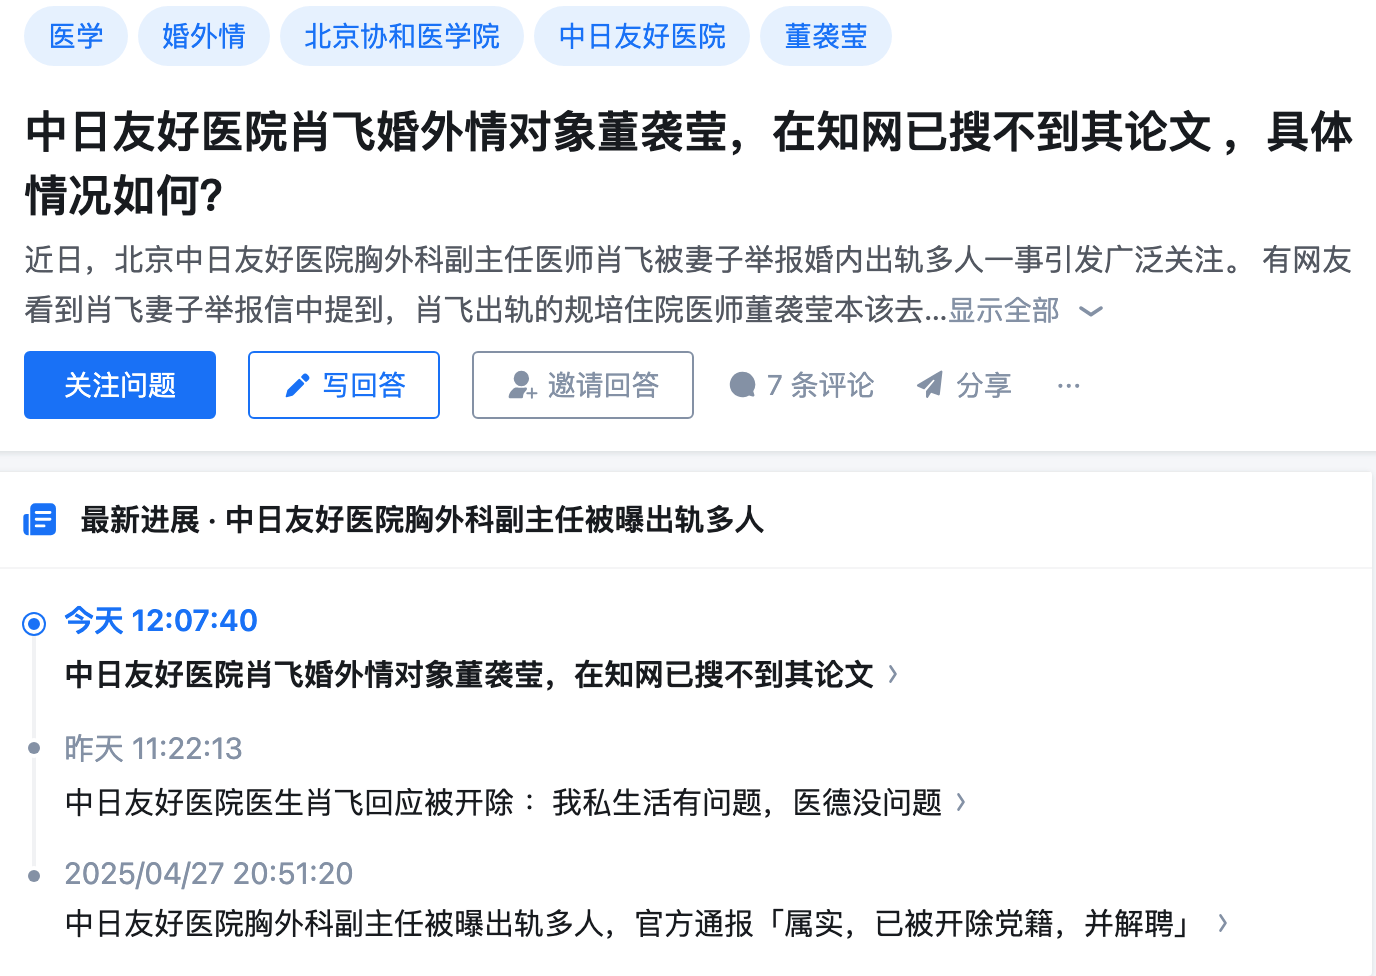 医学 婚外情 北京协和医学院 中日友好医院 董袭莹
中日友好医院肖飞婚外情对象董袭莹，在知网已搜不到其论文，具体
情况如何?
近日，北京中日友好医院胸外科副主任医师肖飞被妻子举报婚内出轨多人一事引发广泛关注。 有网友
看到肖飞妻子举报信中提到，肖飞出轨的规培住院医师董袭莹本该去...显示全部
关注问题 写回答 邀请回答 7 条评论 分享 ...
最新进展 · 中日友好医院胸外科副主任被曝出轨多人
今天 12:07:40
中日友好医院肖飞婚外情对象董袭莹，在知网已搜不到其论文
昨天 11:22:13
中日友好医院医生肖飞回应被开除：我私生活有问题，医德没问题
2025/04/27 20:51:20
中日友好医院胸外科副主任被曝出轨多人，官方通报「属实，已被开除党籍，并解聘」